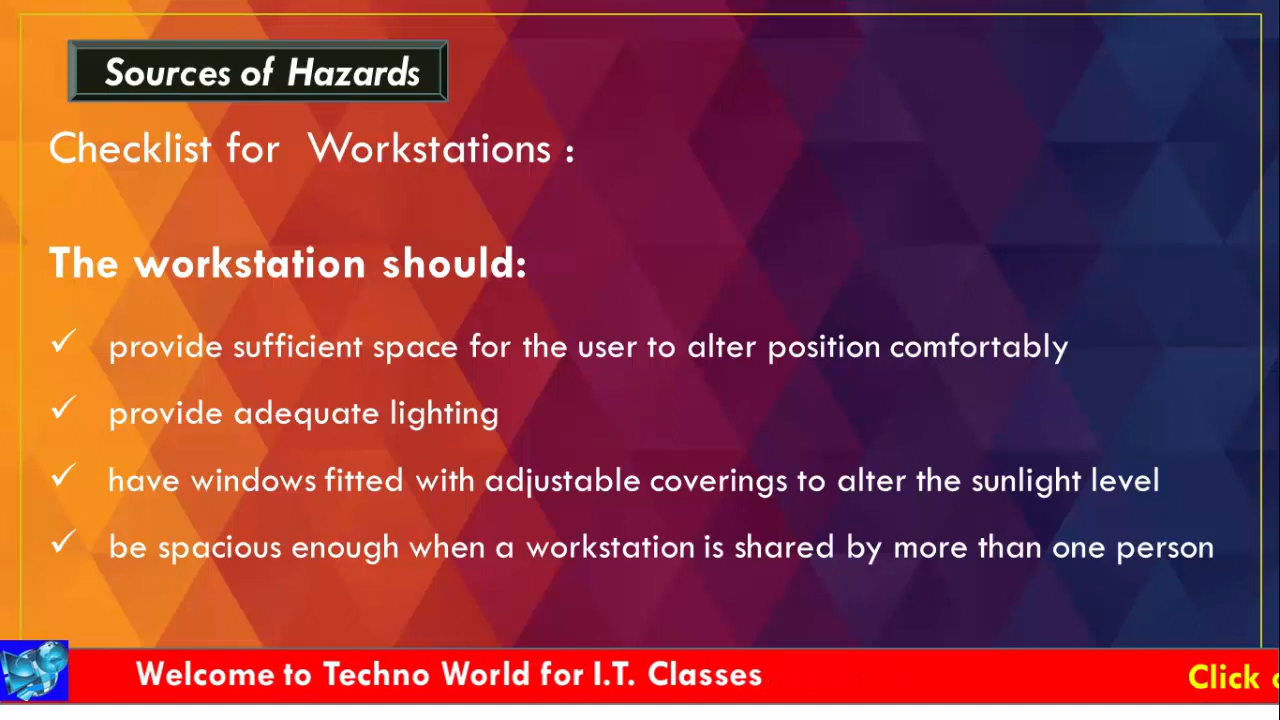 Sources of Hazards
Checklist for Workstations :
The workstation should:
✓ provide sufficient space for the user to alter position comfortably
✓ provide adequate lighting
✓ have windows fitted with adjustable coverings to alter the sunlight level
✓ be spacious enough when a workstation is shared by more than one person
Welcome to Techno World for I.T. Classes
Click